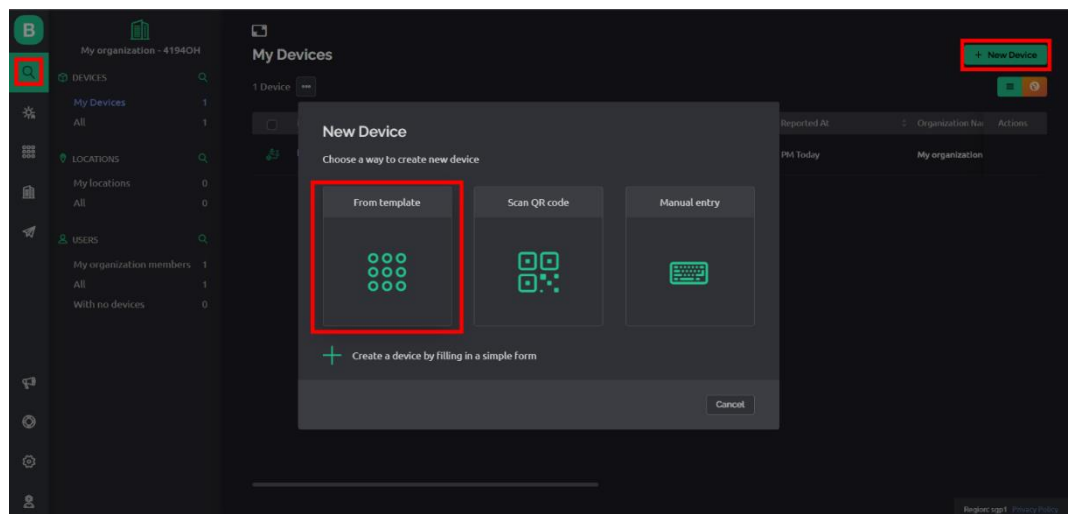 B
My organization - 4194OH
DEVICES
My Devices 1
All 1
LOCATIONS
My locations 0
All 0
USERS
My organization members 1
All 1
With no devices 0
My Devices
+ New Device
1 Device
Reported At
Organization Na
Actions
PM Today
My organization
New Device
Choose a way to create new device
From template
Scan QR code
Manual entry
Create a device by filling in a simple form
Cancel
Region: sgp1 Privacy Policy